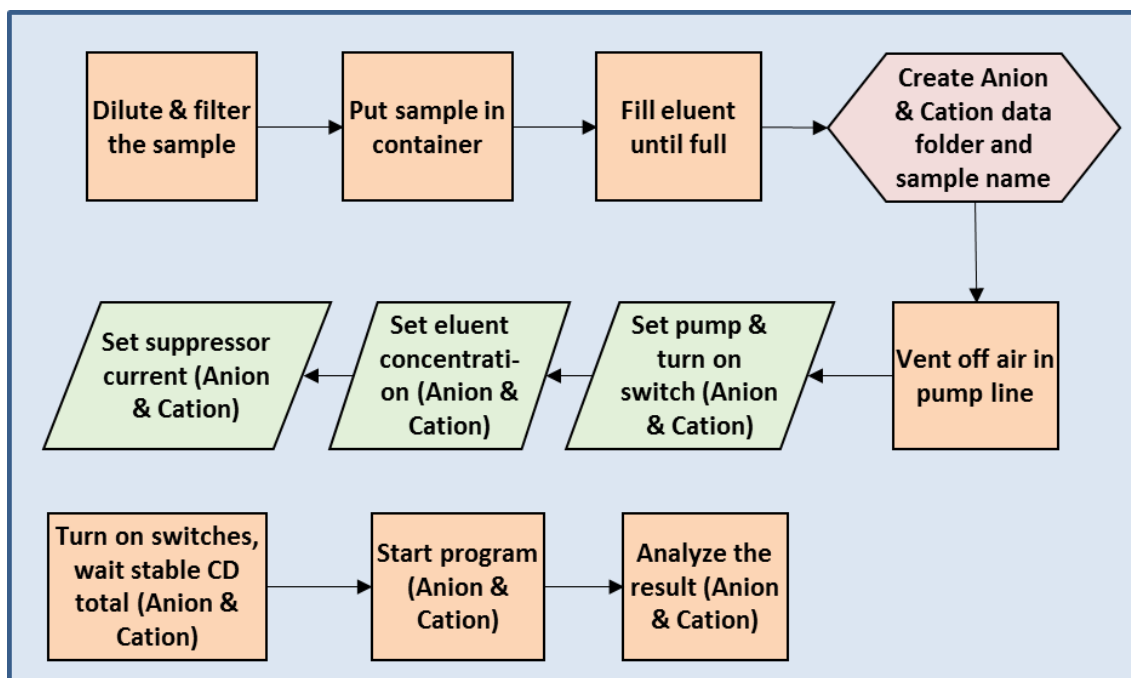 Dilute & filter
the sample
Put sample in
container
Fill eluent
until full
Create Anion
& Cation data
folder and
sample name
Vent off air in
pump line
Set pump &
turn on
switch (Anion
& Cation)
Set eluent
concentrati-
on (Anion &
Cation)
Set suppressor
current (Anion
& Cation)
Turn on switches,
wait stable CD
total (Anion &
Cation)
Start program
(Anion &
Cation)
Analyze the
result (Anion
& Cation)